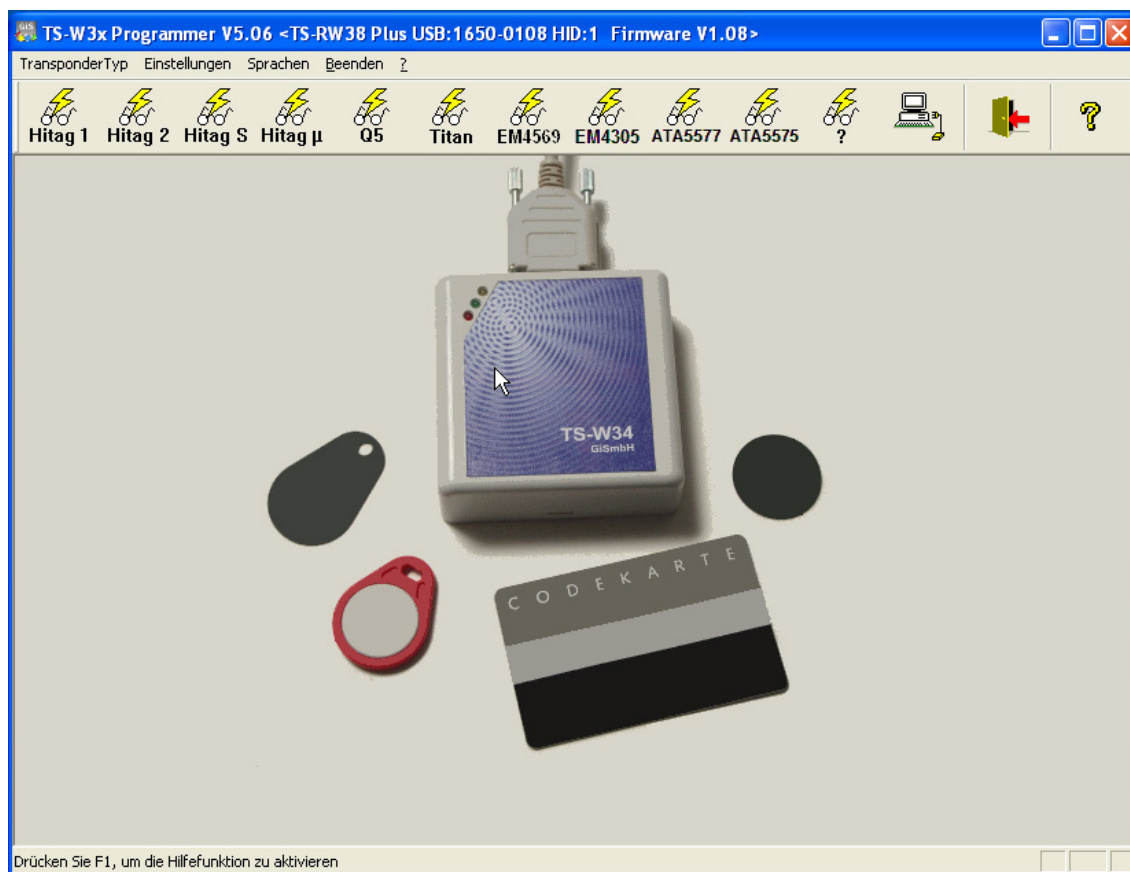 TS-W3x Programmer V5.06 <TS-RW38 Plus USB:1650-0108 HID:1 Firmware V1.08>
TransponderTyp Einstellungen Sprachen Beenden ?
Hitag 1 Hitag 2 Hitag S Hitag µ Q5 Titan EM4569 EM4305 ATA5577 ATA5575 ?
TS-W34
GiSmbH
CODEKARTE
Drücken Sie F1, um die Hilfefunktion zu aktivieren